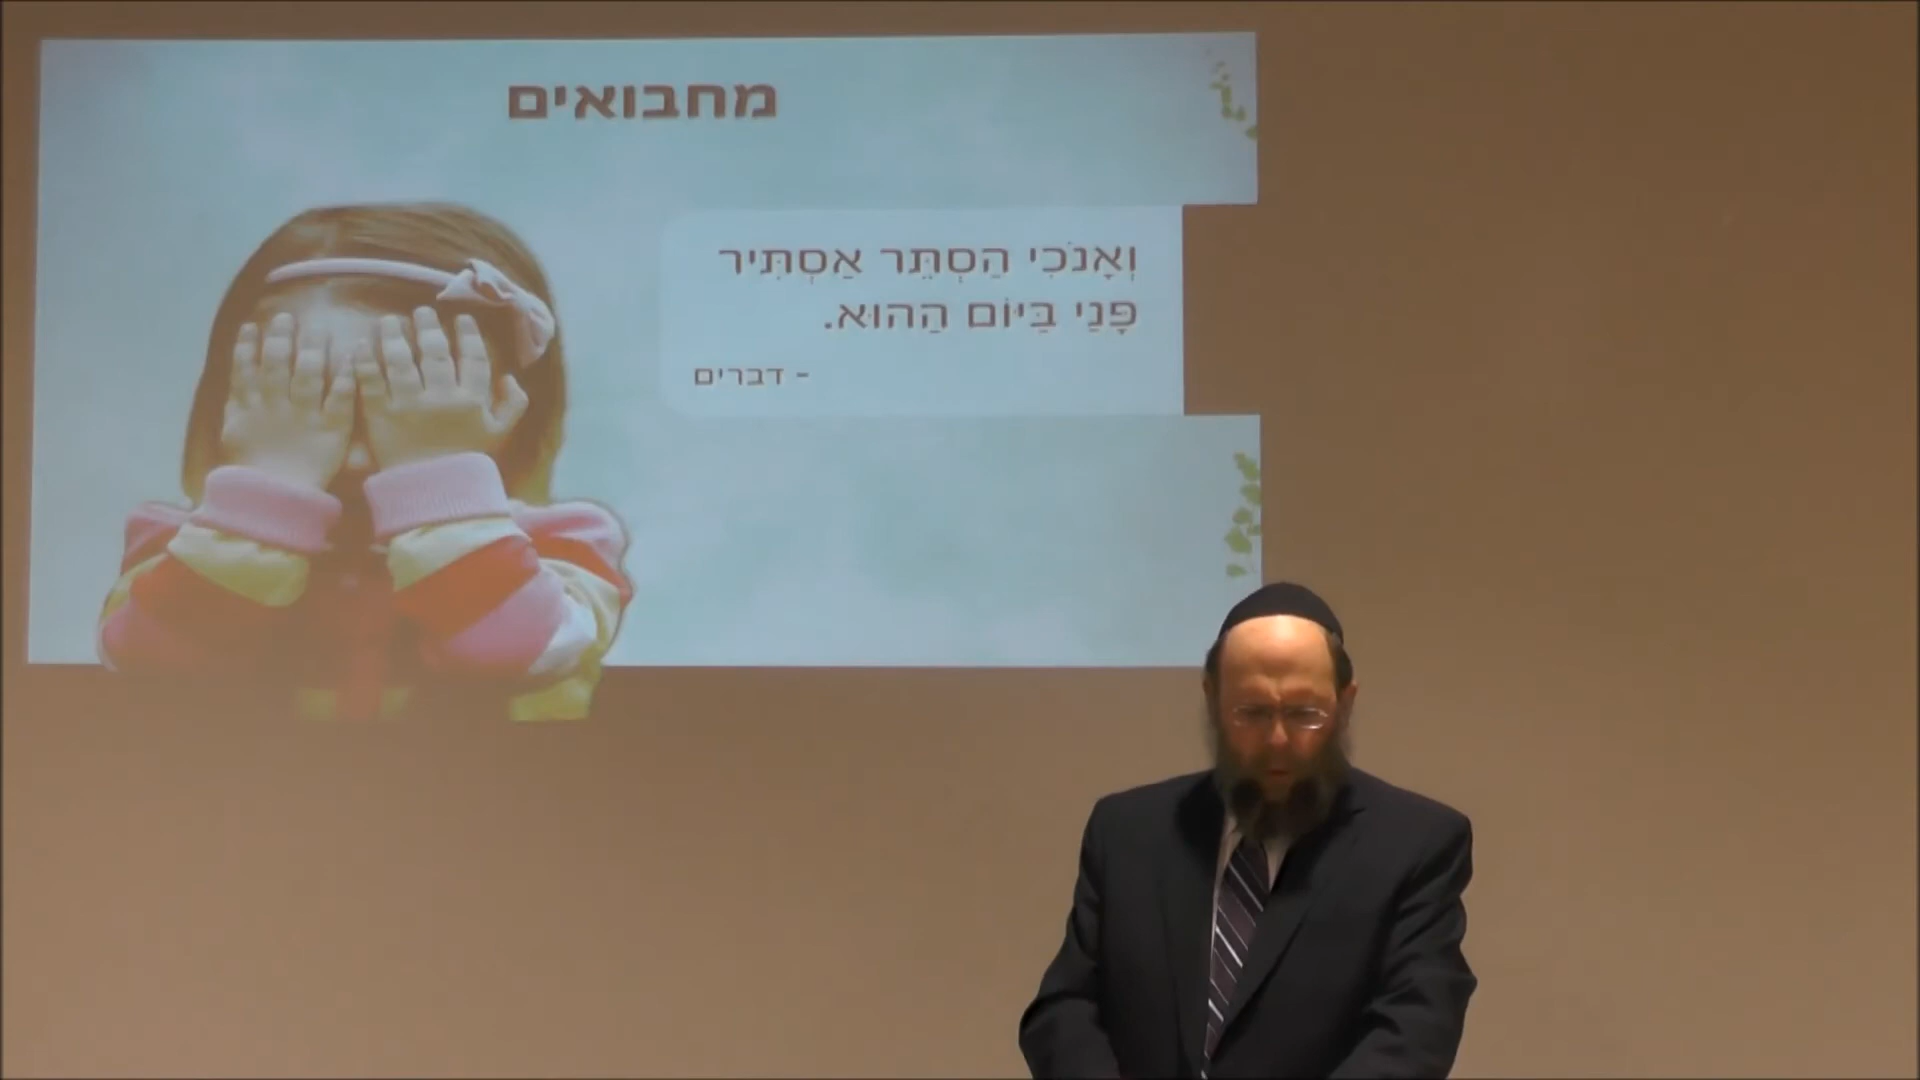 מחבואים
וְאָנֹכִי הַסְתֵּר אַסְתִּיר
פָּנַי בַּיּוֹם הַהוּא.
- דברים